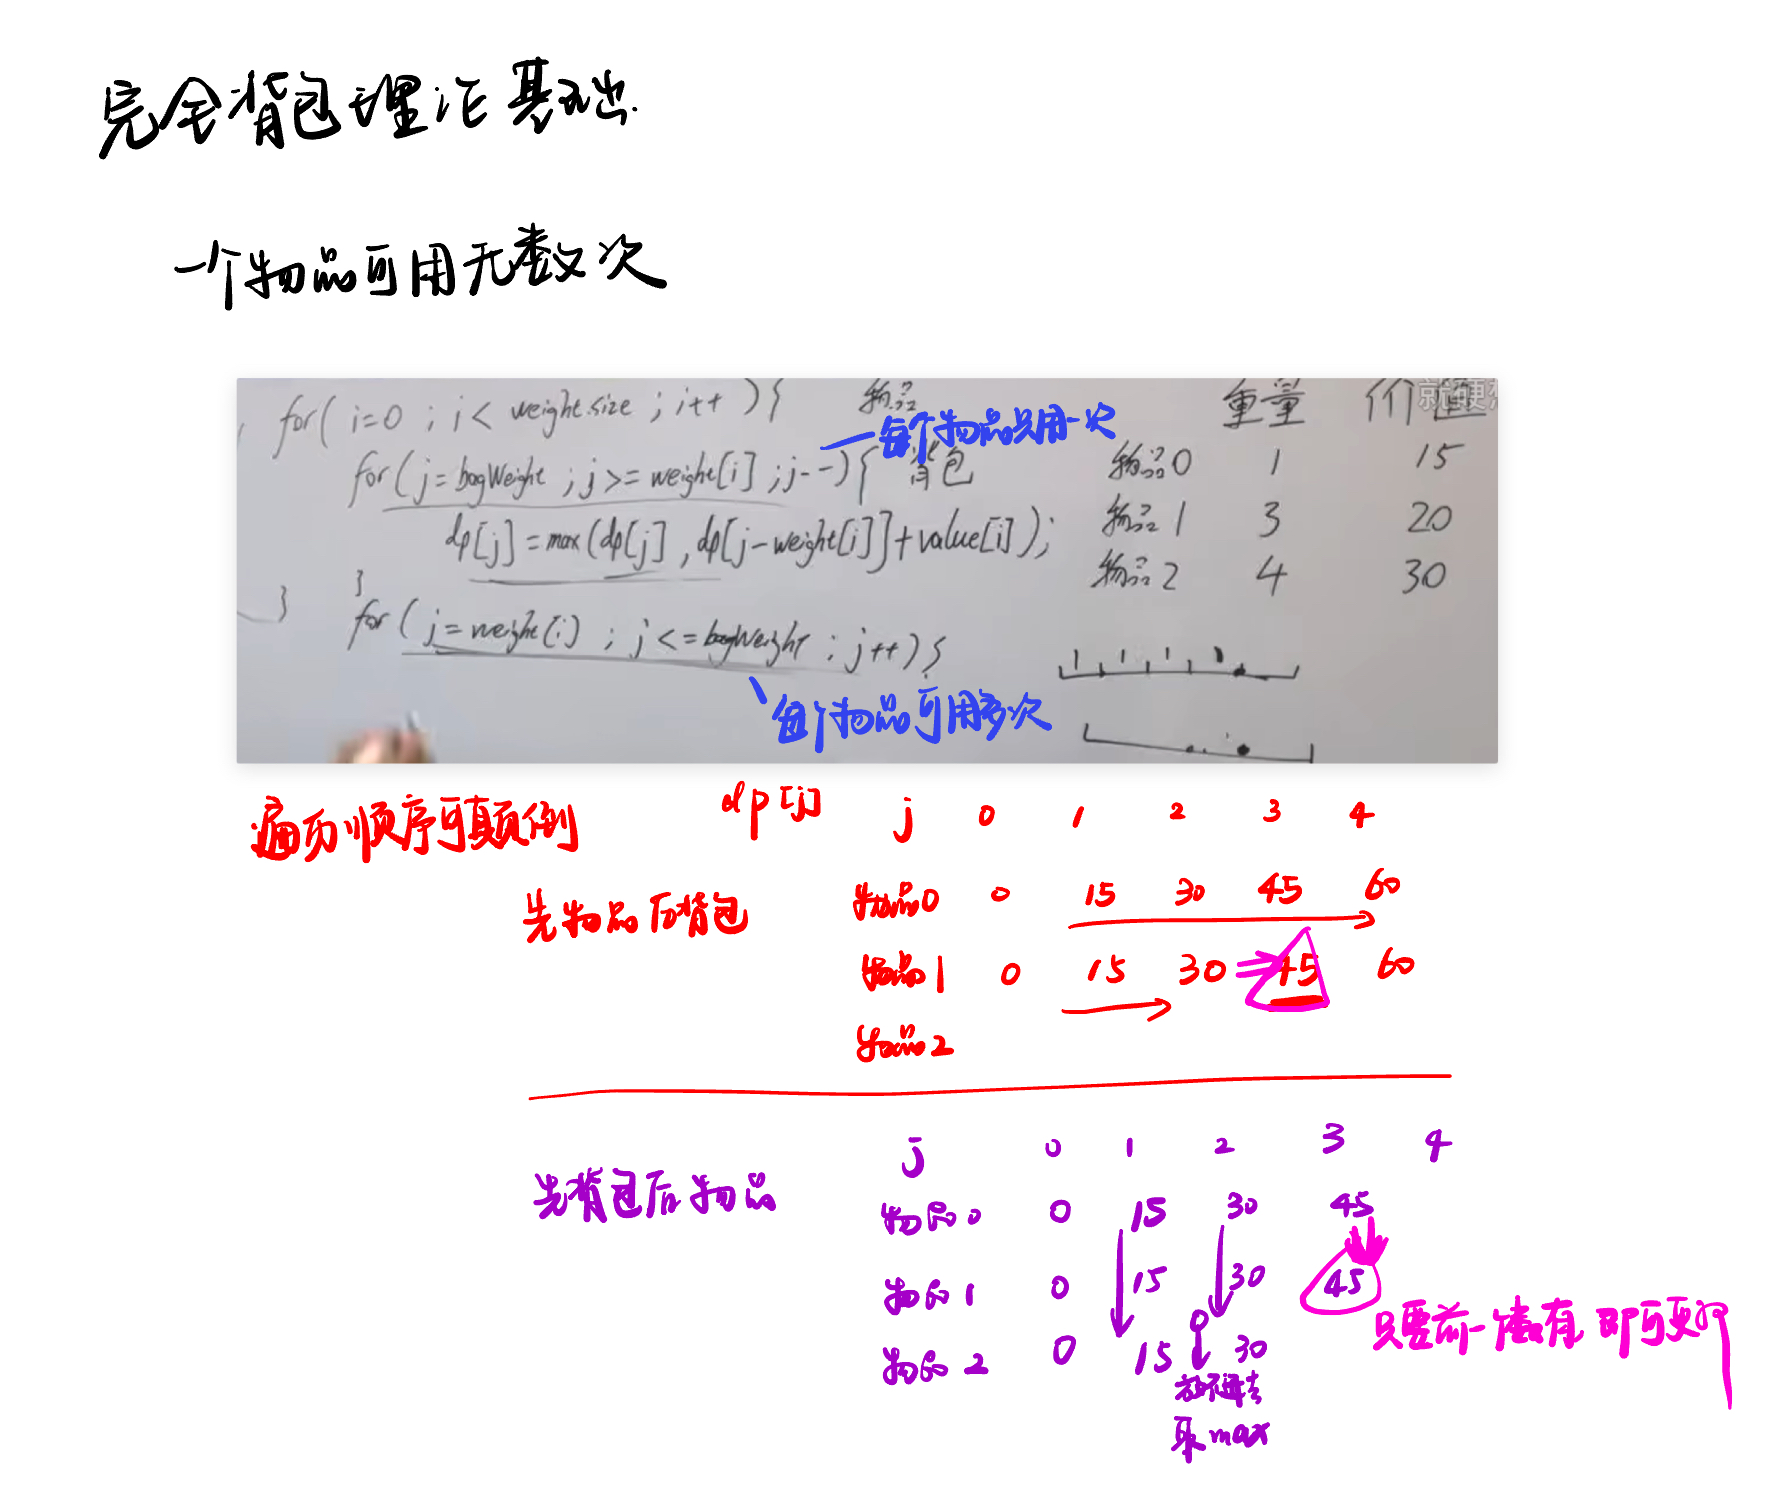 完全背包理论基础
一个物品可用无数次
for( i=0 ; i< weight.size ; i++ ){ 物品 重量 价值
一每个物品只用一次
for( j=bagWeight ; j>= weight[i] ; j--){ 背包 物品0 1 15
dp[j] = max(dp[j] , dp[j-weight[i]]+value[i]); 物品1 3 20
} 物品2 4 30
}
for( j=weight[i] ; j<=bagWeight ; j++){
每个物品可用多次
遍历顺序可颠倒 dp[j] j 0 1 2 3 4
先物品后背包 物品0 0 15 30 45 60
物品1 0 15 30 45 60
物品2
j 0 1 2 3 4
先背包后物品 物品0 0 15 30 45
物品1 0 15 30 45
只要前一 有即可更
物品2 0 15 30
放不进去
取max